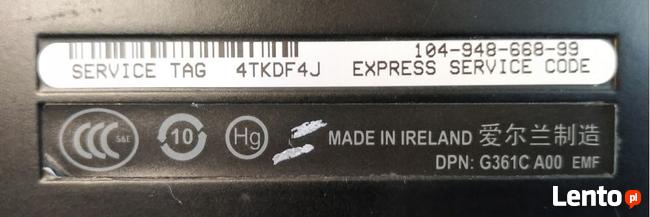 104-948-668-99
SERVICE TAG 4TKDF4J EXPRESS SERVICE CODE
CCC S&E 10 Hg MADE IN IRELAND 爱尔兰制造
DPN: G361C A00 EMF
Lento.pl